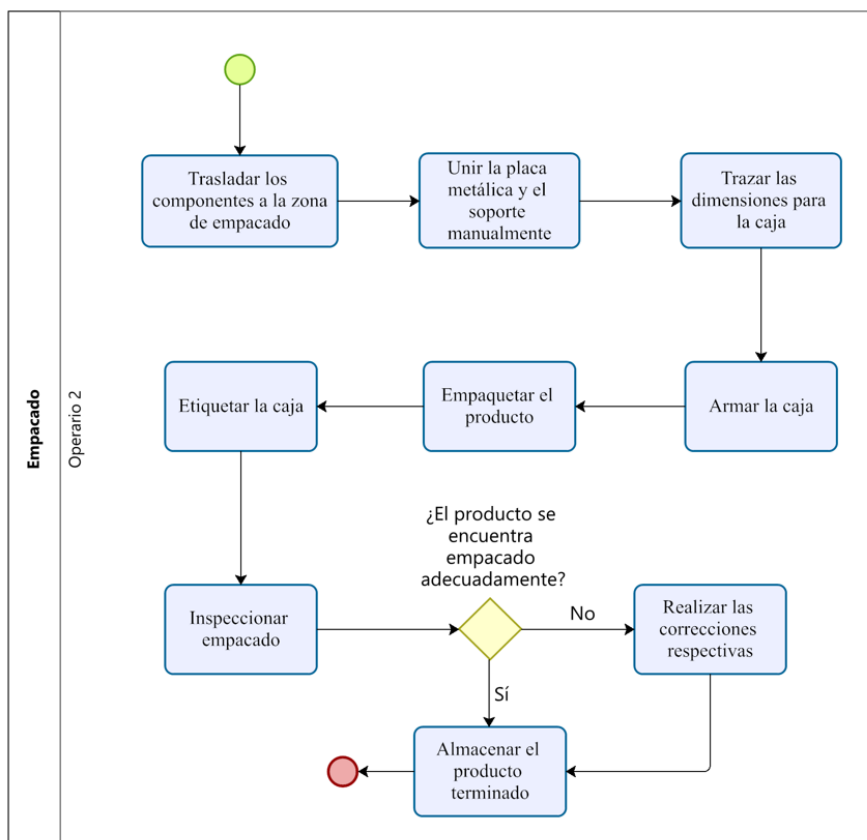 Empacado
Operario 2
Trasladar los
componentes a la zona
de empacado
Unir la placa
metálica y el
soporte
manualmente
Trazar las
dimensiones para
la caja
Armar la caja
Empaquetar el
producto
Etiquetar la caja
Inspeccionar
empacado
¿El producto se
encuentra
empacado
adecuadamente?
No
Realizar las
correcciones
respectivas
Sí
Almacenar el
producto
terminado